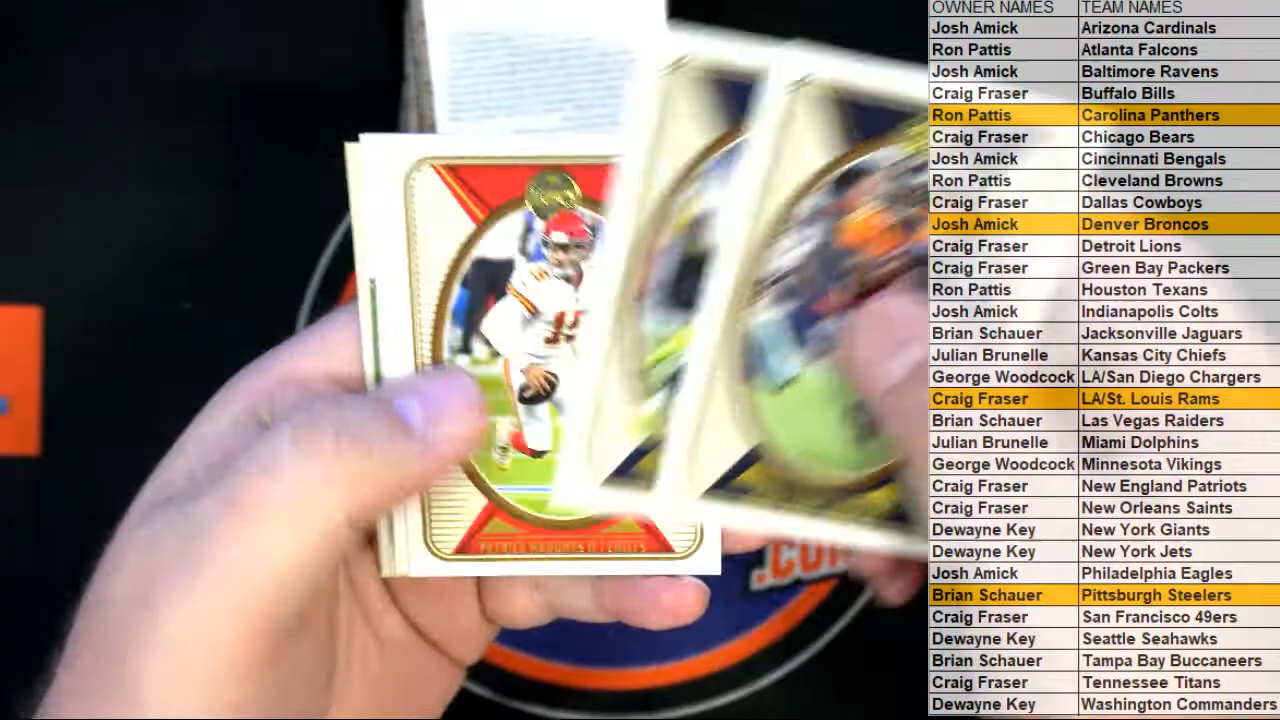 OWNER NAMES TEAM NAMES
Josh Amick Arizona Cardinals
Ron Pattis Atlanta Falcons
Josh Amick Baltimore Ravens
Craig Fraser Buffalo Bills
Ron Pattis Carolina Panthers
Craig Fraser Chicago Bears
Josh Amick Cincinnati Bengals
Ron Pattis Cleveland Browns
Craig Fraser Dallas Cowboys
Josh Amick Denver Broncos
Craig Fraser Detroit Lions
Craig Fraser Green Bay Packers
Ron Pattis Houston Texans
Josh Amick Indianapolis Colts
Brian Schauer Jacksonville Jaguars
Julian Brunelle Kansas City Chiefs
George Woodcock LA/San Diego Chargers
Craig Fraser LA/St. Louis Rams
Brian Schauer Las Vegas Raiders
Julian Brunelle Miami Dolphins
George Woodcock Minnesota Vikings
Craig Fraser New England Patriots
Craig Fraser New Orleans Saints
Dewayne Key New York Giants
Dewayne Key New York Jets
Josh Amick Philadelphia Eagles
Brian Schauer Pittsburgh Steelers
Craig Fraser San Francisco 49ers
Dewayne Key Seattle Seahawks
Brian Schauer Tampa Bay Buccaneers
Craig Fraser Tennessee Titans
Dewayne Key Washington Commanders
15
PATRICK MAHOMES II | CHIEFS
.COM